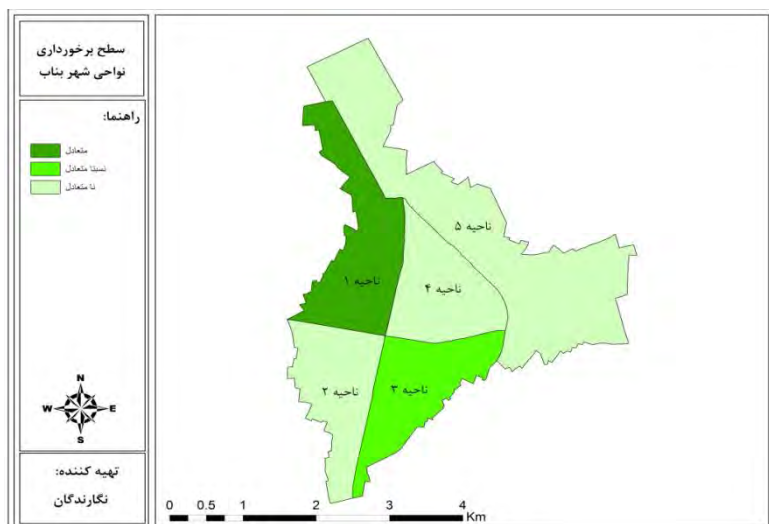 سطح برخورداری
نواحی شهر بناب
راهنما:
متعادل
نسبتا متعادل
نا متعادل
N
W E
S
تهیه کننده:
نگارندگان
ناحیه ۵
ناحیه ۱
ناحیه ۴
ناحیه ۲
ناحیه ۳
0 0.5 1 2 3 4
Km